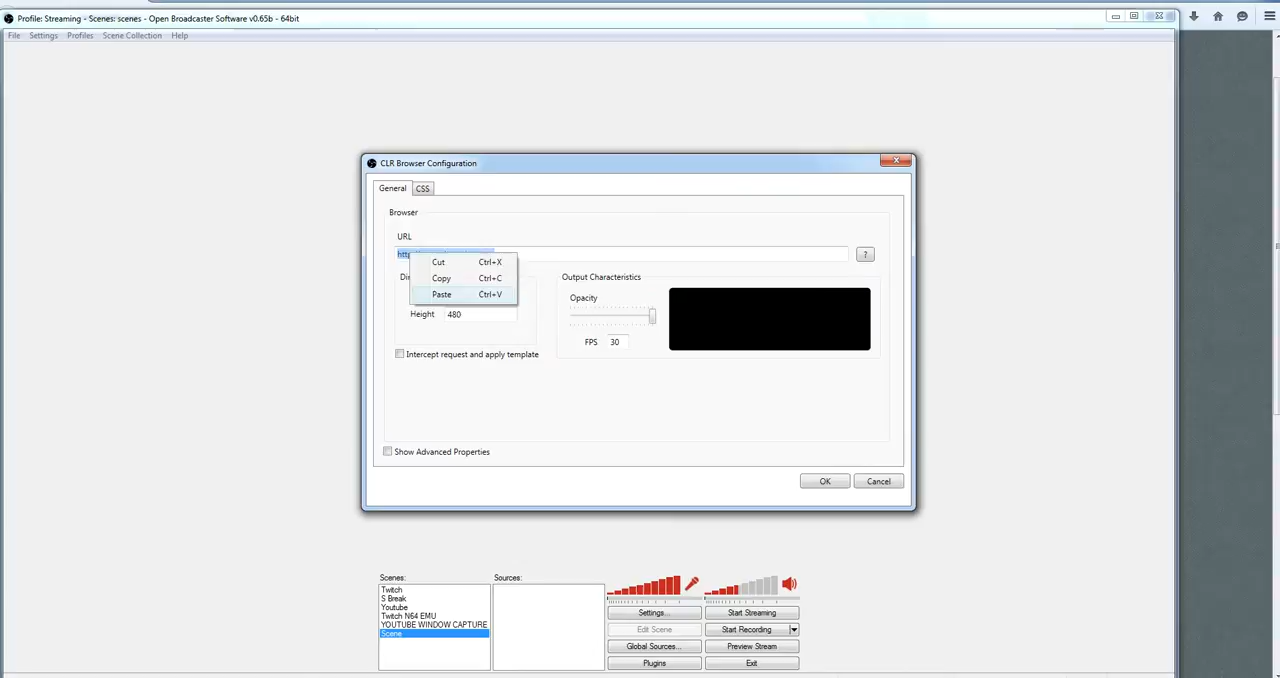 Profile: Streaming - Scenes: scenes - Open Broadcaster Software v0.65b - 64bit
File Settings Profiles Scene Collection Help
CLR Browser Configuration
General CSS
Browser
URL
http
?
Cut Ctrl+X
Copy Ctrl+C
Paste Ctrl+V
Output Characteristics
Opacity
Height 480
FPS 30
Intercept request and apply template
Show Advanced Properties
OK Cancel
Scenes: Sources:
Twitch
S Break
Youtube
Twitch N64 EMU
YOUTUBE WINDOW CAPTURE
Scene
Settings... Start Streaming
Edit Scene Start Recording
Global Sources... Preview Stream
Plugins Exit